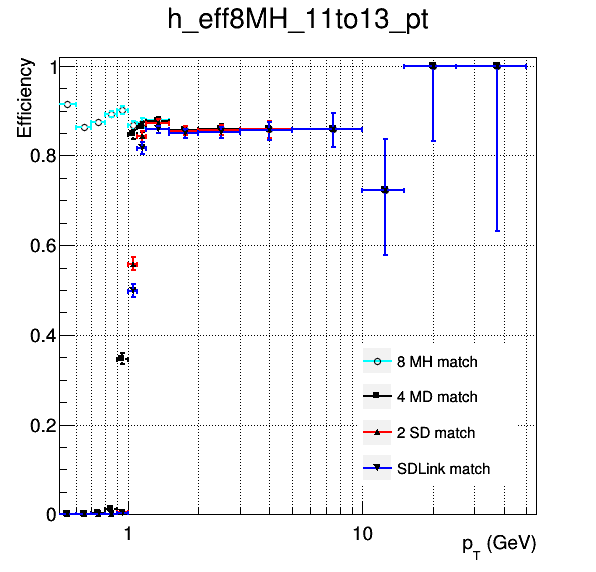 h_eff8MH_11to13_pt
Efficiency
1
0.8
0.6
0.4
0.2
0
8 MH match
4 MD match
2 SD match
SDLink match
1
10
p_T (GeV)